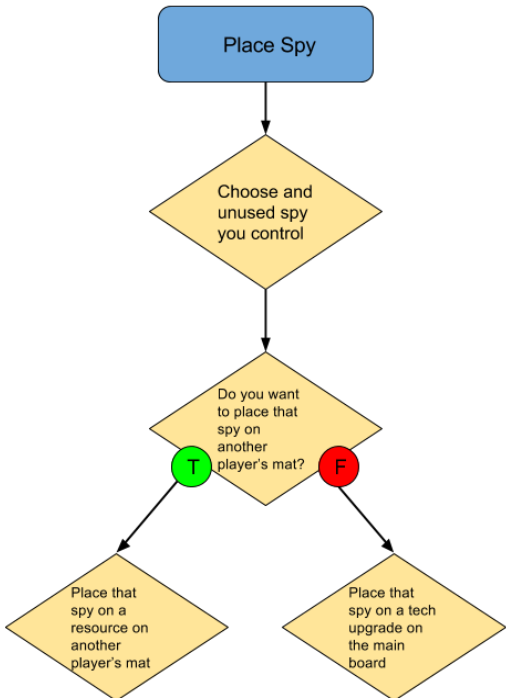 Place Spy
Choose and
unused spy
you control
Do you want
to place that
spy on
another
player's mat?
T
F
Place that
spy on a
resource on
another
player's mat
Place that
spy on a tech
upgrade on
the main
board